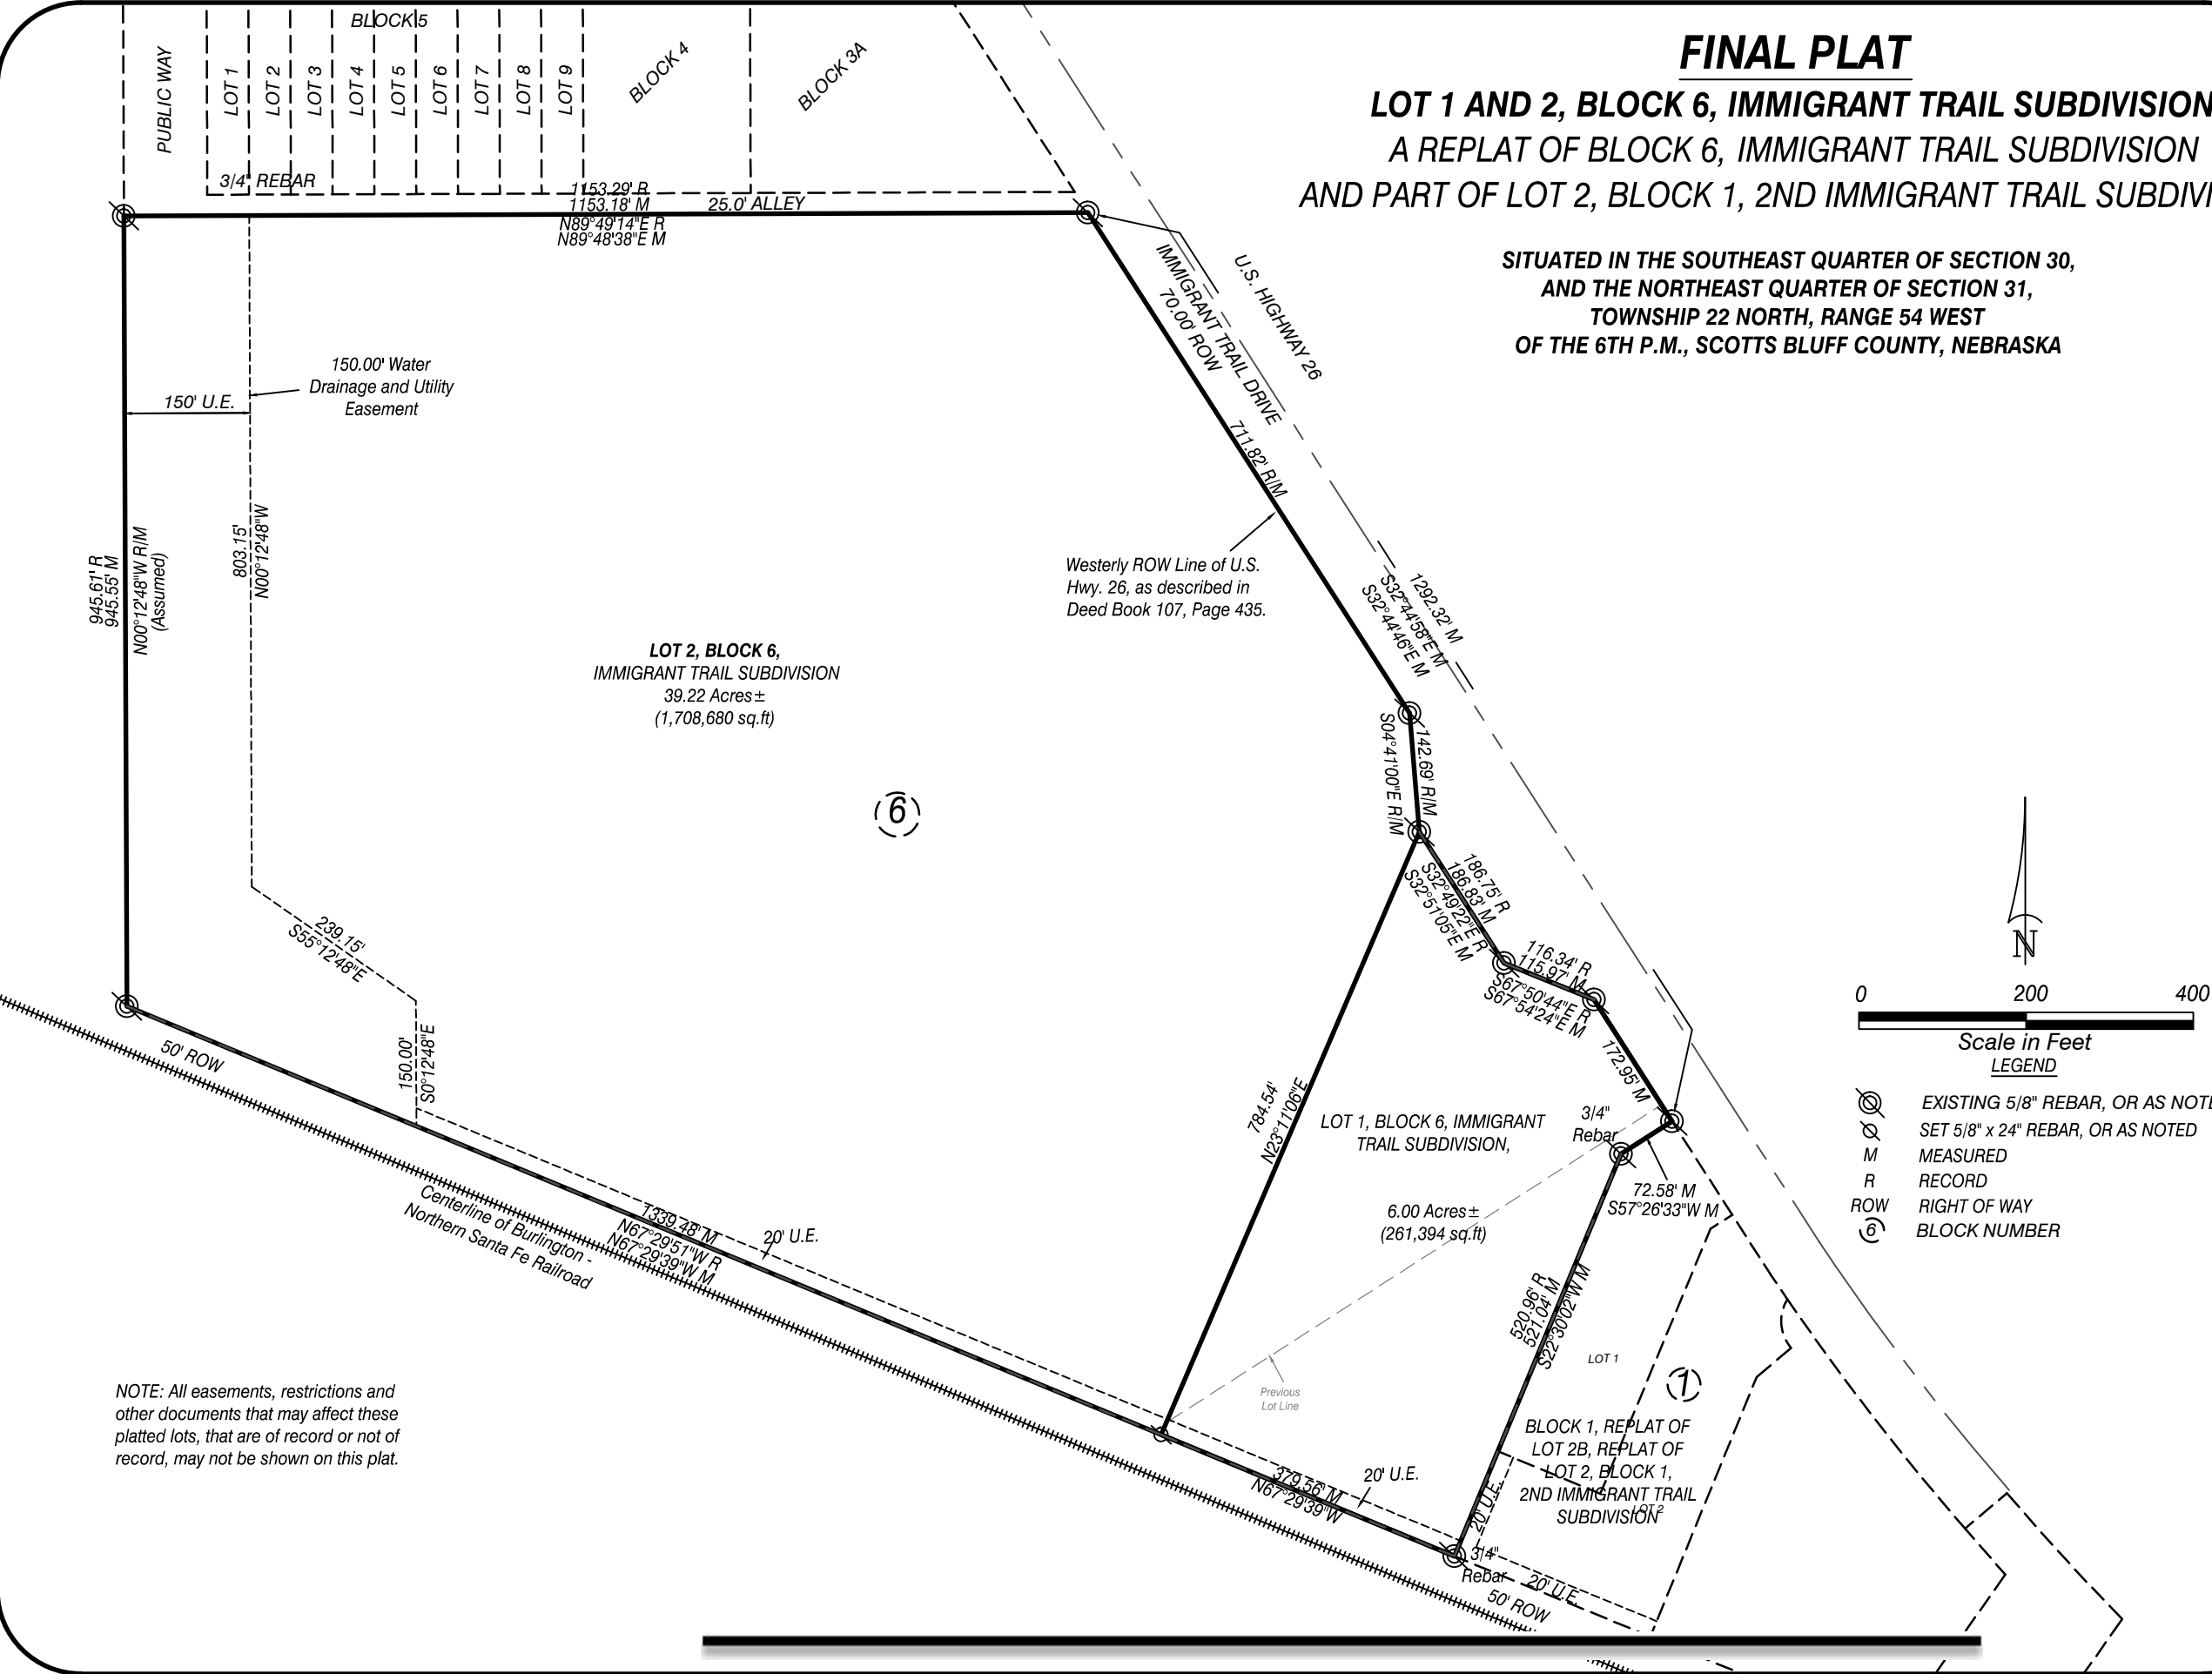 FINAL PLAT
LOT 1 AND 2, BLOCK 6, IMMIGRANT TRAIL SUBDIVISION
A REPLAT OF BLOCK 6, IMMIGRANT TRAIL SUBDIVISION
AND PART OF LOT 2, BLOCK 1, 2ND IMMIGRANT TRAIL SUBDIVI
SITUATED IN THE SOUTHEAST QUARTER OF SECTION 30,
AND THE NORTHEAST QUARTER OF SECTION 31,
TOWNSHIP 22 NORTH, RANGE 54 WEST
OF THE 6TH P.M., SCOTTS BLUFF COUNTY, NEBRASKA
BLOCK 5
PUBLIC WAY
LOT 1
LOT 2
LOT 3
LOT 4
LOT 5
LOT 6
LOT 7
LOT 8
LOT 9
BLOCK 4
BLOCK 3A
3/4" REBAR
1153.29' R
1153.18' M
25.0' ALLEY
N89°49'14"E R
N89°48'38"E M
IMMIGRANT TRAIL DRIVE
70.00' ROW
U.S. HIGHWAY 26
150.00' Water
Drainage and Utility
Easement
150' U.E.
711.82' R/M
945.61' R
945.55' M
N00°12'48"W R/M
(Assumed)
803.15'
N00°12'48"W
Westerly ROW Line of U.S.
Hwy. 26, as described in
Deed Book 107, Page 435.
1292.32' M
S32°44'58"E M
S32°44'46"E M
LOT 2, BLOCK 6,
IMMIGRANT TRAIL SUBDIVISION
39.22 Acres±
(1,708,680 sq.ft)
6
142.69' R/M
S04°41'00"E R/M
186.75' R
186.83' M
S32°49'22"E R
S32°51'05"E M
116.34' R
115.97' M
S67°50'44"E R
S67°54'24"E M
239.15'
S55°12'48"E
150.00'
S0°12'48"E
50' ROW
172.95' M
784.54'
N23°11'06"E
LOT 1, BLOCK 6, IMMIGRANT
TRAIL SUBDIVISION,
3/4"
Rebar
72.58' M
S57°26'33"W M
6.00 Acres±
(261,394 sq.ft)
Centerline of Burlington -
Northern Santa Fe Railroad
1339.48' M
N67°29'51"W R
N67°29'39"W M
20' U.E.
520.96' R
521.04' M
S22°30'02"W M
LOT 1
1
Previous
Lot Line
BLOCK 1, REPLAT OF
LOT 2B, REPLAT OF
LOT 2, BLOCK 1,
2ND IMMIGRANT TRAIL
SUBDIVISION
LOT 2
379.56' M
N67°29'39"W
20' U.E.
20' U.E.
3/4"
Rebar
20' U.E.
50' ROW
N
0 200 400
Scale in Feet
LEGEND
EXISTING 5/8" REBAR, OR AS NOTE
SET 5/8" x 24" REBAR, OR AS NOTED
M MEASURED
R RECORD
ROW RIGHT OF WAY
6 BLOCK NUMBER
NOTE: All easements, restrictions and
other documents that may affect these
platted lots, that are of record or not of
record, may not be shown on this plat.